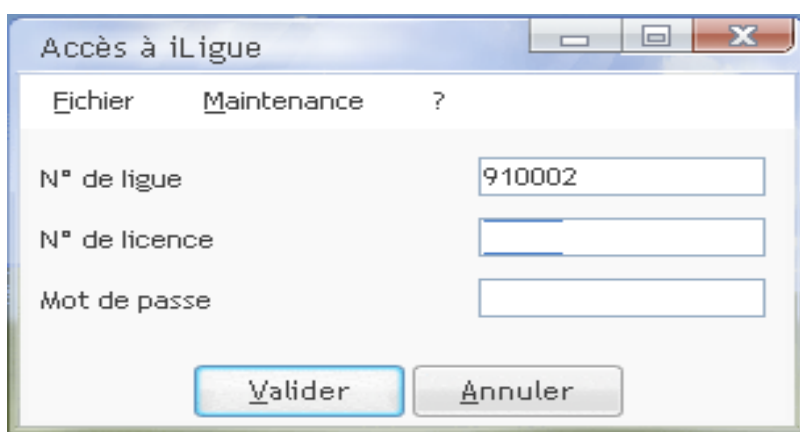 Accès à iLigue
Fichier Maintenance ?
N° de ligue 910002
N° de licence
Mot de passe
Valider Annuler